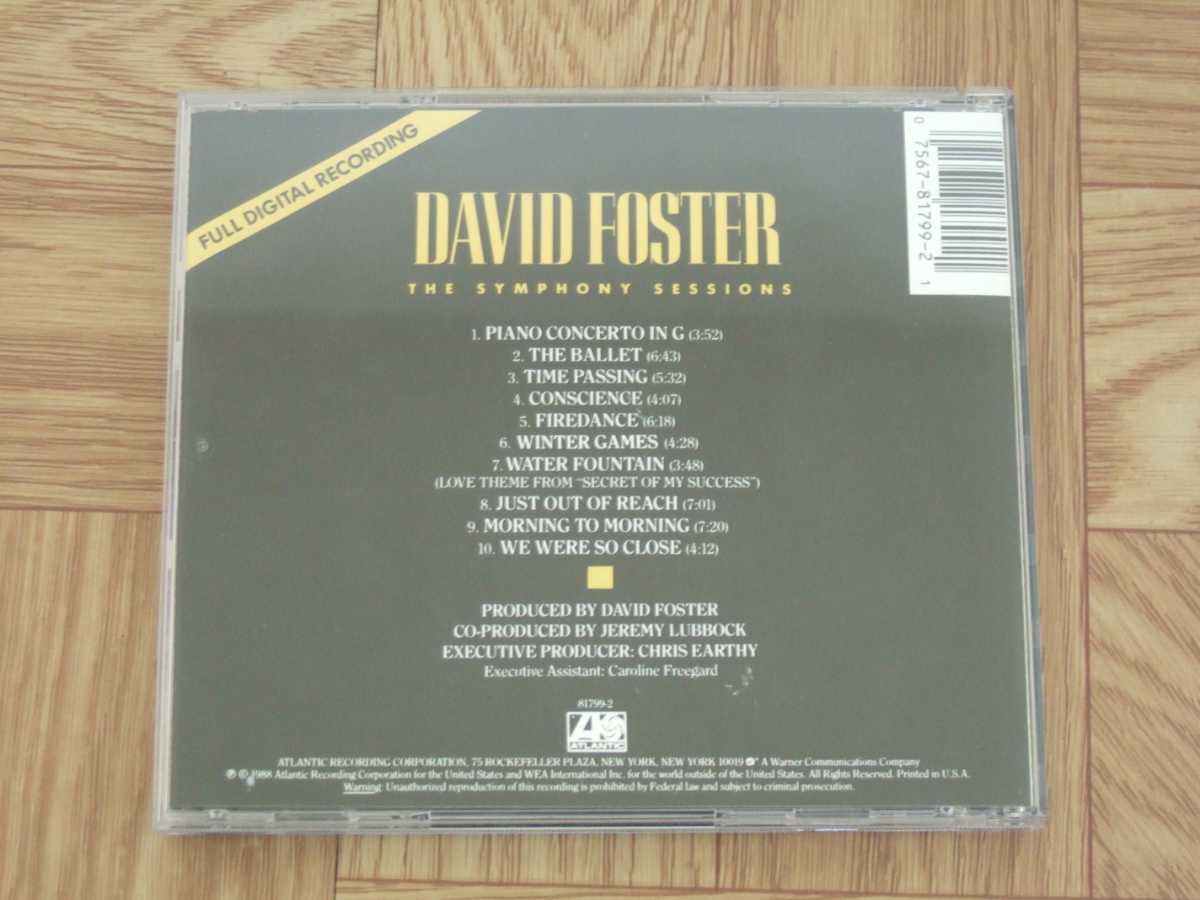 FULL DIGITAL RECORDING
0 7567-81799-2 1
DAVID FOSTER
THE SYMPHONY SESSIONS
1. PIANO CONCERTO IN G (3:52)
2. THE BALLET (6:43)
3. TIME PASSING (5:32)
4. CONSCIENCE (4:07)
5. FIREDANCE (6:18)
6. WINTER GAMES (4:28)
7. WATER FOUNTAIN (3:48)
(LOVE THEME FROM "SECRET OF MY SUCCESS")
8. JUST OUT OF REACH (7:01)
9. MORNING TO MORNING (7:20)
10. WE WERE SO CLOSE (4:12)
PRODUCED BY DAVID FOSTER
CO-PRODUCED BY JEREMY LUBBOCK
EXECUTIVE PRODUCER: CHRIS EARTHY
Executive Assistant: Caroline Freegard
81799-2
ATLANTIC
ATLANTIC RECORDING CORPORATION, 75 ROCKEFELLER PLAZA, NEW YORK, NEW YORK 10019 A Warner Communications Company
℗ © 1988 Atlantic Recording Corporation for the United States and WEA International Inc. for the world outside of the United States. All Rights Reserved. Printed in U.S.A.
Warning: Unauthorized reproduction of this recording is prohibited by Federal law and subject to criminal prosecution.